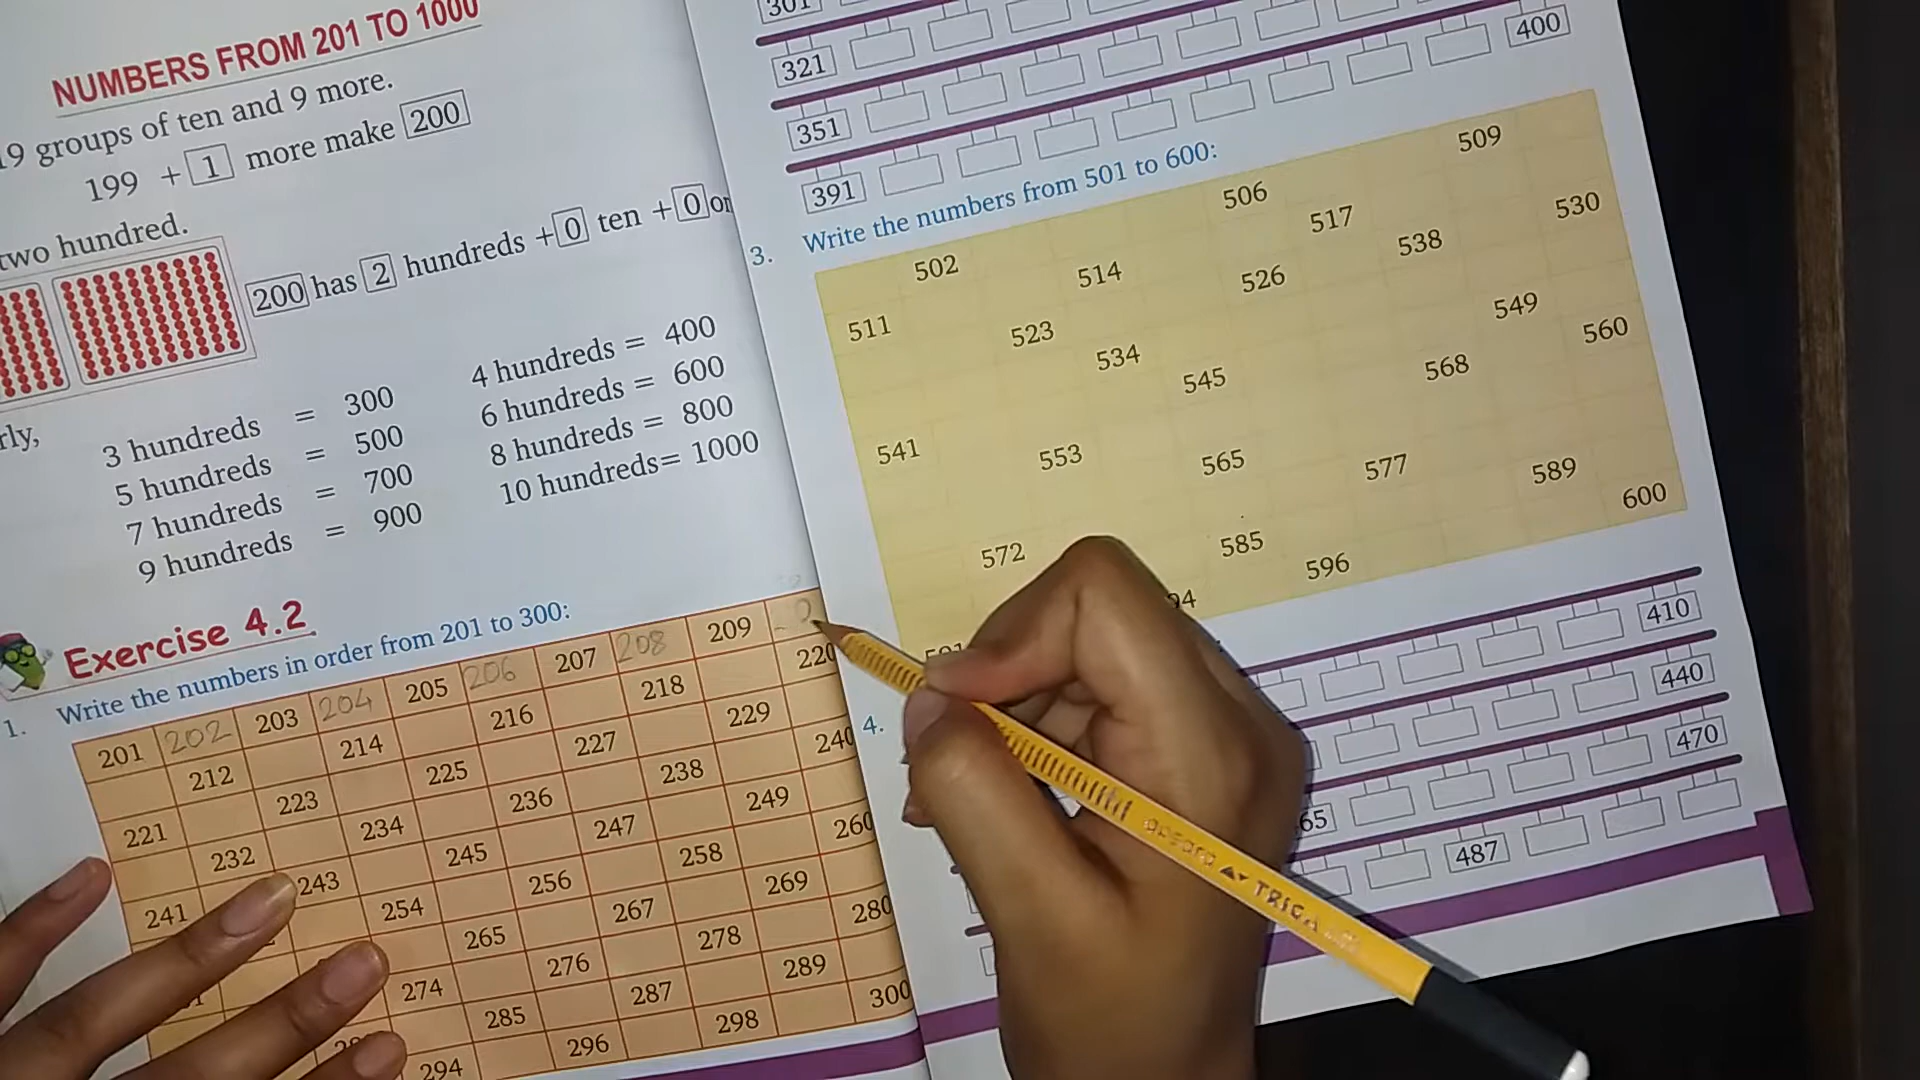 NUMBERS FROM 201 TO 1000
19 groups of ten and 9 more.
199 + 1 more make 200
two hundred.
200 has 2 hundreds + 0 ten + 0
rly,
3 hundreds = 300
4 hundreds = 400
5 hundreds = 500
6 hundreds = 600
7 hundreds = 700
8 hundreds = 800
9 hundreds = 900
10 hundreds= 1000
Exercise 4.2
1. Write the numbers in order from 201 to 300:
201 202 203 204 205 206 207 208 209
212 214 216 218 220
221 223 225 227 229
232 234 236 238 240
241 243 245 247 249
254 256 258 260
265 267 269
274 276 278 280
285 287 289
294 296 298 300
301
321
351 400
391
3. Write the numbers from 501 to 600:
502 506 509
511 514 517
523 526 530
534 538
541 545 549
553 560
565 568
572 577
585 589
596 600
4.
410
440
470
487
TRICA